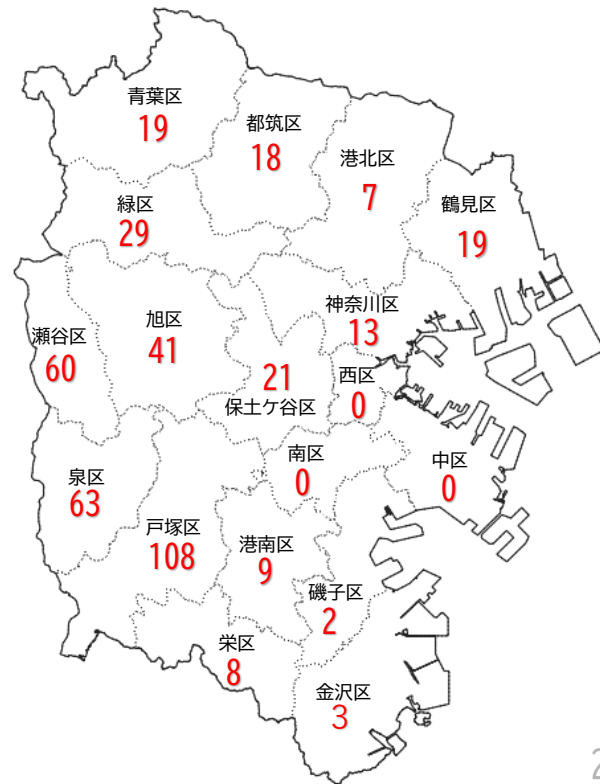 青葉区
19
都筑区
18
港北区
7
鶴見区
19
緑区
29
神奈川区
13
旭区
41
瀬谷区
60
21
保土ケ谷区
西区
0
南区
0
中区
0
泉区
63
戸塚区
108
港南区
9
磯子区
2
栄区
8
金沢区
3
2